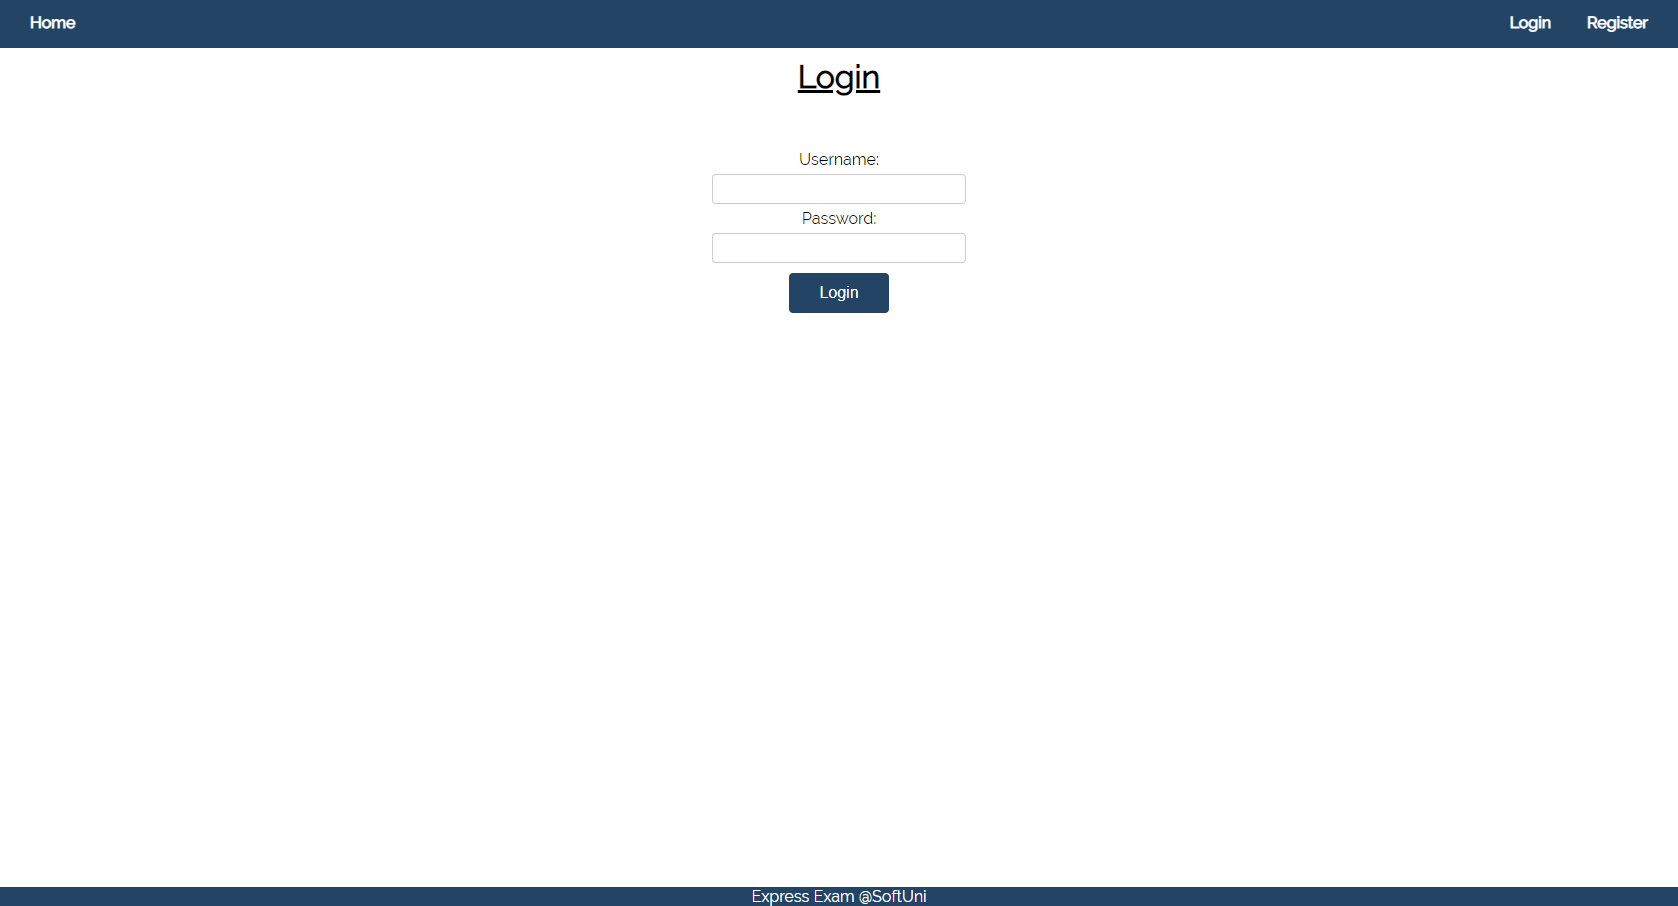 Home
Login
Register
Login
Username:
Password:
Login
Express Exam @SoftUni